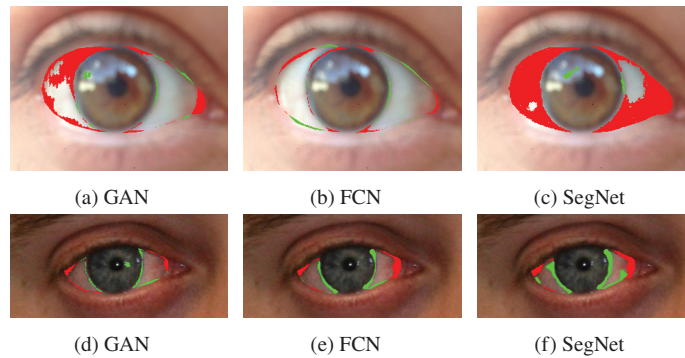 (a) GAN
(b) FCN
(c) SegNet
(d) GAN
(e) FCN
(f) SegNet